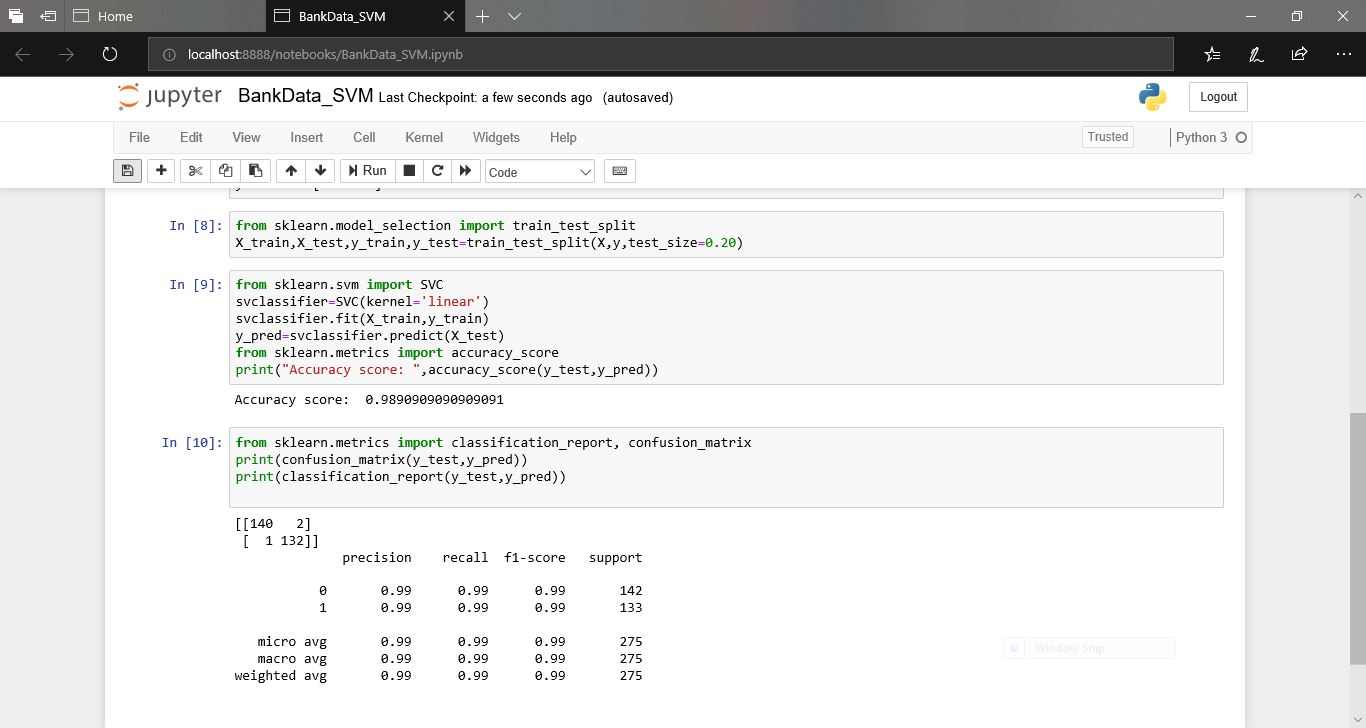 Home
BankData_SVM
localhost:8888/notebooks/BankData_SVM.ipynb
jupyter BankData_SVM Last Checkpoint: a few seconds ago (autosaved)
Logout
File Edit View Insert Cell Kernel Widgets Help
Trusted
Python 3
Run
Code
In [8]: from sklearn.model_selection import train_test_split
X_train,X_test,y_train,y_test=train_test_split(X,y,test_size=0.20)
In [9]: from sklearn.svm import SVC
svclassifier=SVC(kernel='linear')
svclassifier.fit(X_train,y_train)
y_pred=svclassifier.predict(X_test)
from sklearn.metrics import accuracy_score
print("Accuracy score: ",accuracy_score(y_test,y_pred))
Accuracy score:  0.9890909090909091
In [10]: from sklearn.metrics import classification_report, confusion_matrix
print(confusion_matrix(y_test,y_pred))
print(classification_report(y_test,y_pred))
[[140   2]
[  1 132]]
precision recall f1-score support
0 0.99 0.99 0.99 142
1 0.99 0.99 0.99 133
micro avg 0.99 0.99 0.99 275
macro avg 0.99 0.99 0.99 275
weighted avg 0.99 0.99 0.99 275
Window Snip